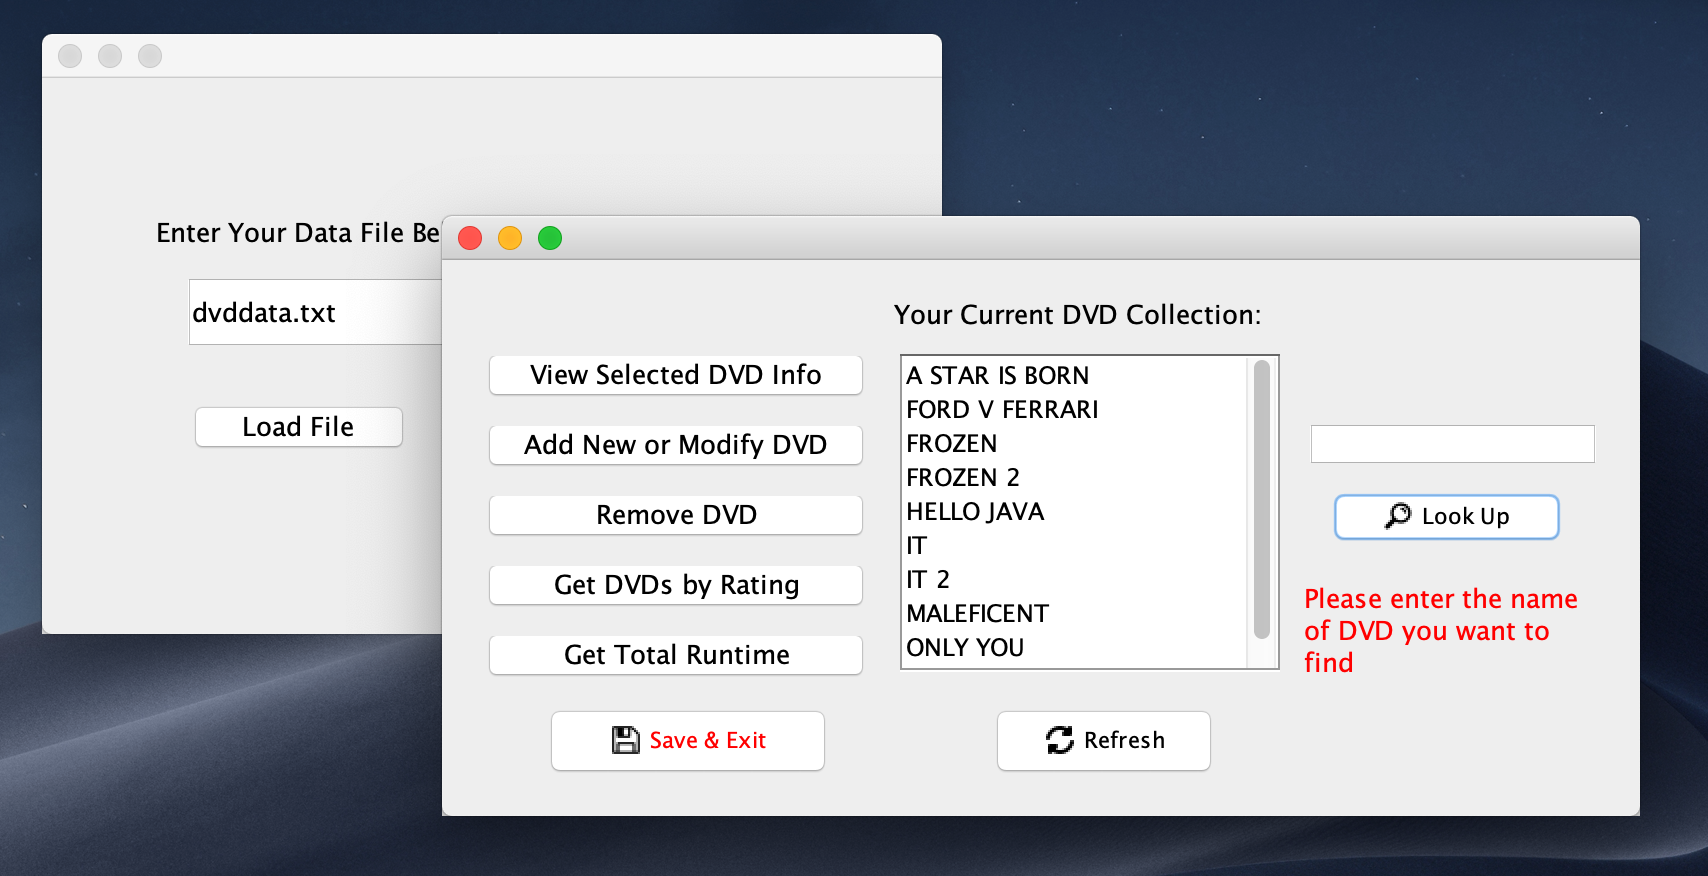 Enter Your Data File
dvddata.txt
Load File
Your Current DVD Collection:
View Selected DVD Info
Add New or Modify DVD
Remove DVD
Get DVDs by Rating
Get Total Runtime
Save & Exit
A STAR IS BORN
FORD V FERRARI
FROZEN
FROZEN 2
HELLO JAVA
IT
IT 2
MALEFICENT
ONLY YOU
Refresh
Look Up
Please enter the name
of DVD you want to
find